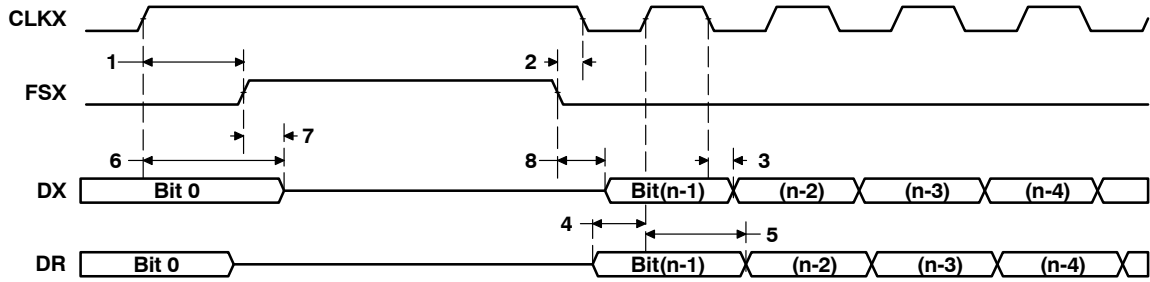 CLKX
1
2
FSX
7
6
8
3
DX Bit 0 Bit(n-1) (n-2) (n-3) (n-4)
4
5
DR Bit 0 Bit(n-1) (n-2) (n-3) (n-4)